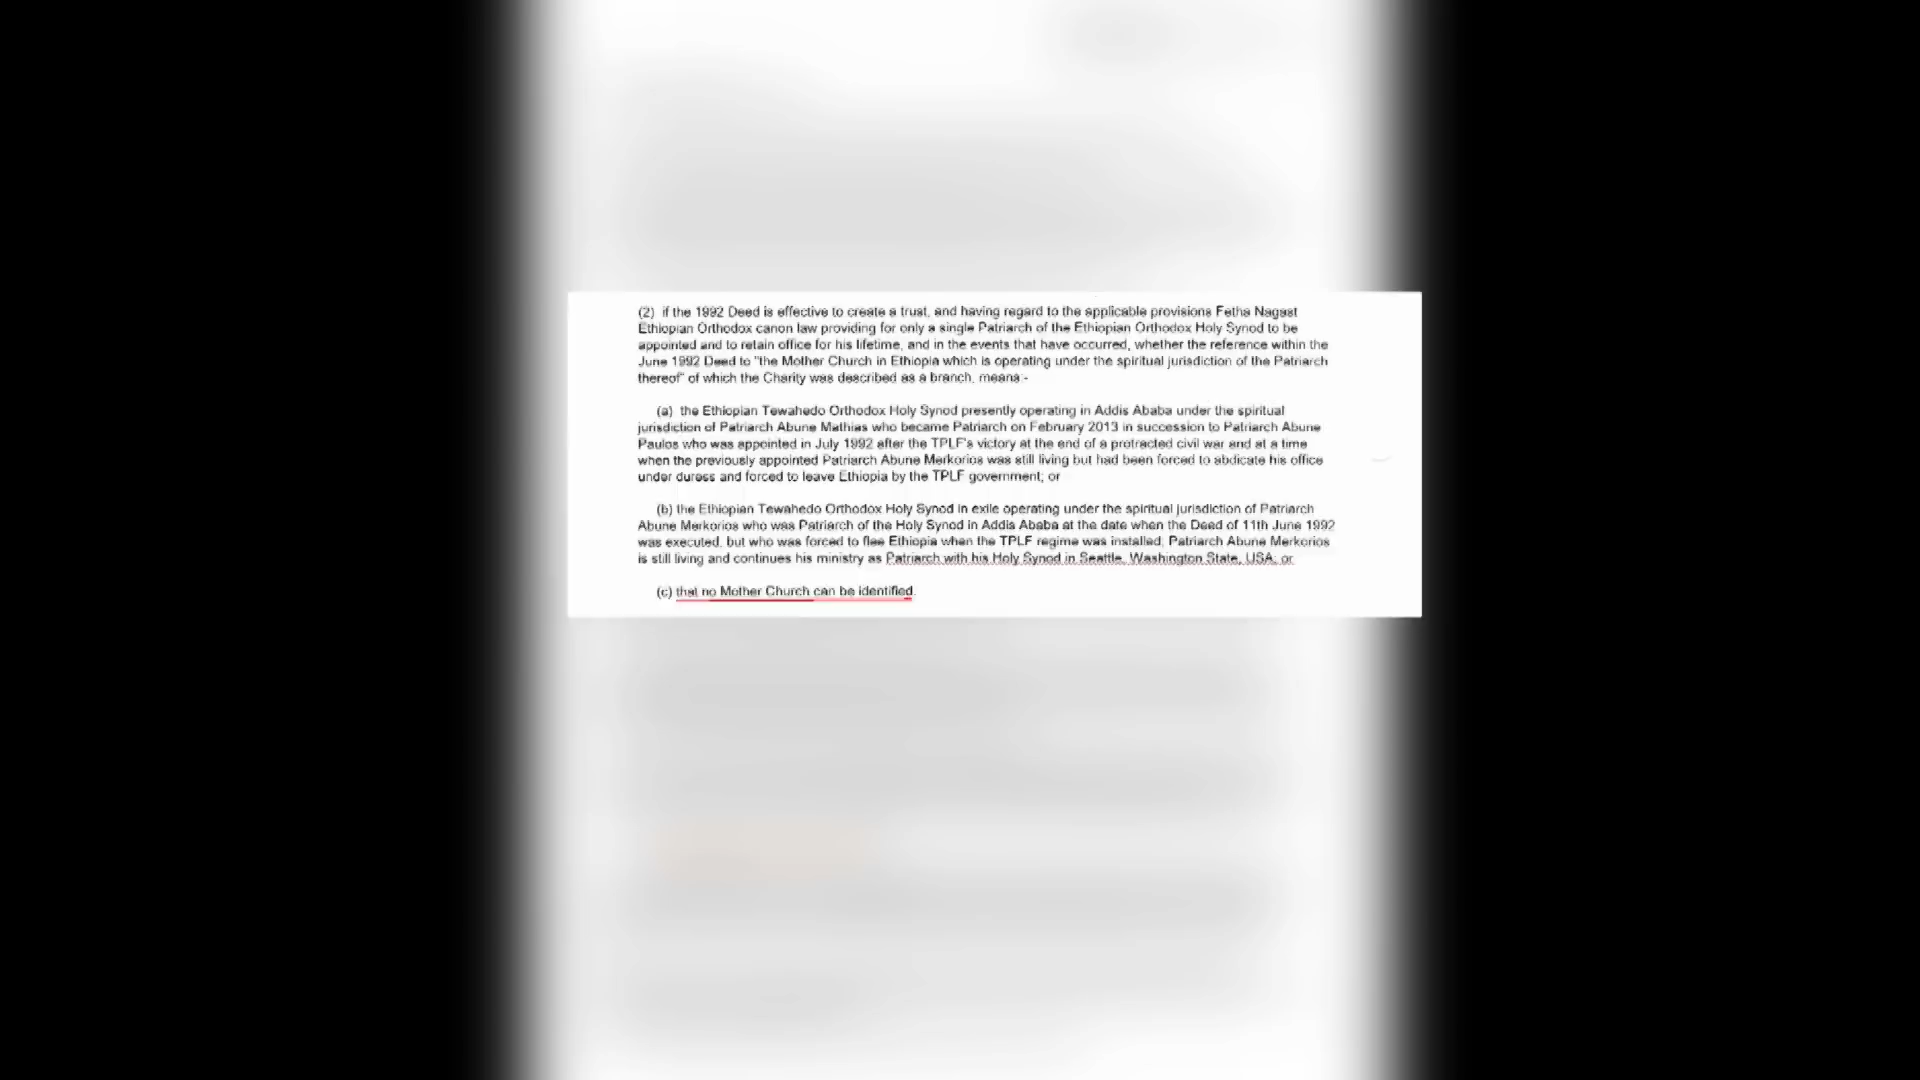 (2) if the 1992 Deed is effective to create a trust, and having regard to the applicable provisions Fetha Nagast
Ethiopian Orthodox canon law providing for only a single Patriarch of the Ethiopian Orthodox Holy Synod to be
appointed and to retain office for his lifetime, and in the events that have occurred, whether the reference within the
June 1992 Deed to "the Mother Church in Ethiopia which is operating under the spiritual jurisdiction of the Patriarch
thereof" of which the Charity was described as a branch, means:-
(a) the Ethiopian Tewahedo Orthodox Holy Synod presently operating in Addis Ababa under the spiritual
jurisdiction of Patriarch Abune Mathias who became Patriarch on February 2013 in succession to Patriarch Abune
Paulos who was appointed in July 1992 after the TPLF's victory at the end of a protracted civil war and at a time
when the previously appointed Patriarch Abune Merkorios was still living but had been forced to abdicate his office
under duress and forced to leave Ethiopia by the TPLF government; or
(b) the Ethiopian Tewahedo Orthodox Holy Synod in exile operating under the spiritual jurisdiction of Patriarch
Abune Merkorios who was Patriarch of the Holy Synod in Addis Ababa at the date when the Deed of 11th June 1992
was executed, but who was forced to flee Ethiopia when the TPLF regime was installed; Patriarch Abune Merkorios
is still living and continues his ministry as Patriarch with his Holy Synod in Seattle, Washington State, USA; or
(c) that no Mother Church can be identified.